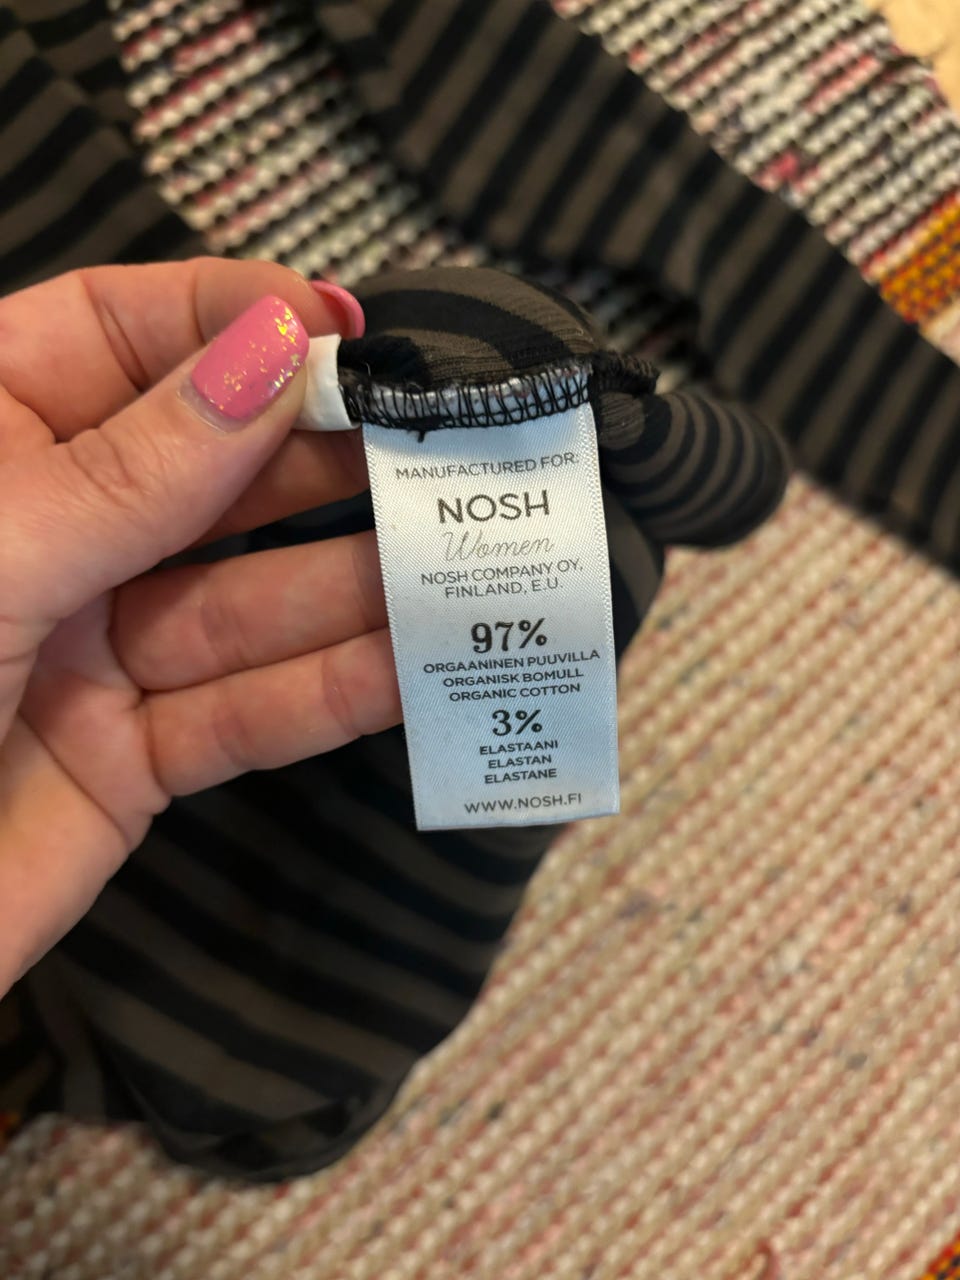 MANUFACTURED FOR:
NOSH
Women
NOSH COMPANY OY,
FINLAND, E.U.
97%
ORGAANINEN PUUVILLA
ORGANISK BOMULL
ORGANIC COTTON
3%
ELASTAANI
ELASTAN
ELASTANE
WWW.NOSH.FI